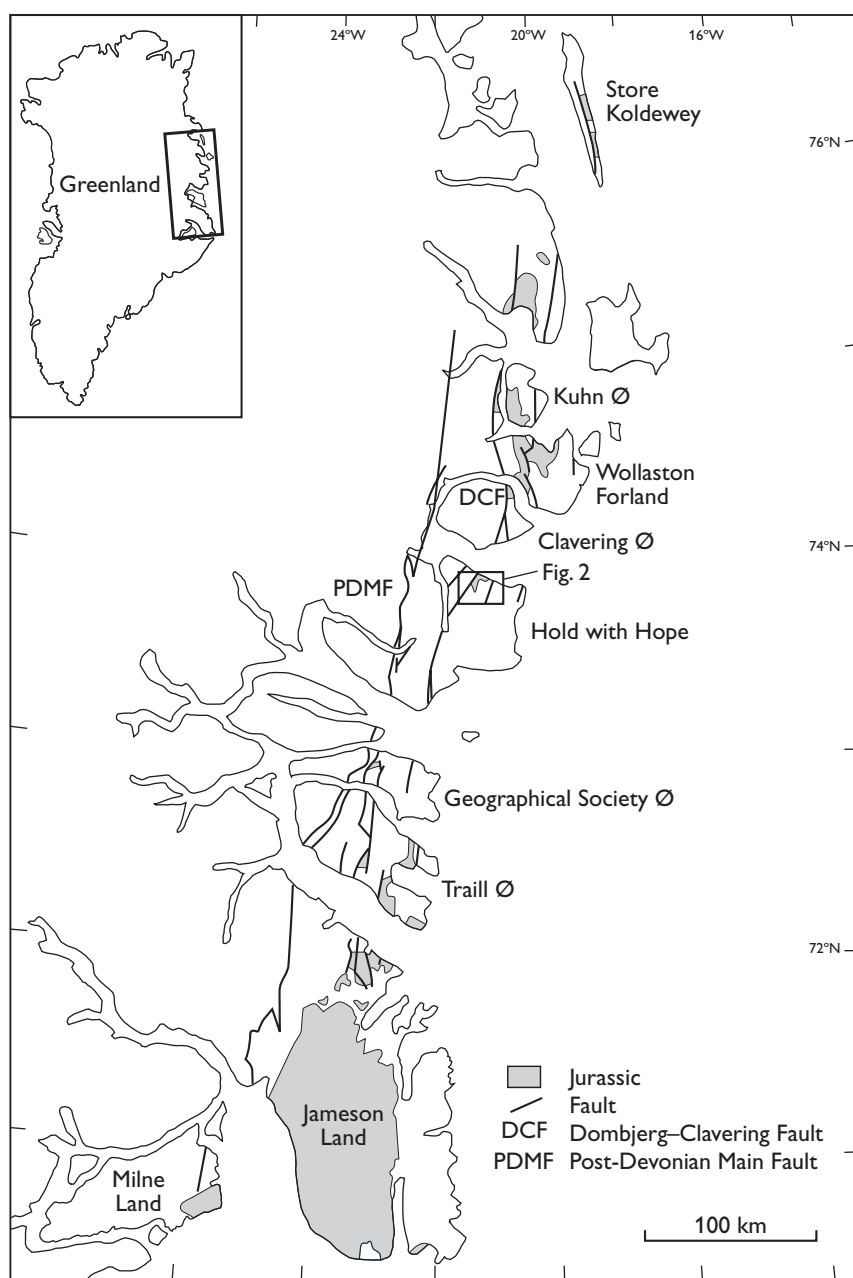 24°W
20°W
16°W
Store
Koldewey
76°N
Greenland
Kuhn Ø
Wollaston
Forland
DCF
Clavering Ø
74°N
Fig. 2
PDMF
Hold with Hope
Geographical Society Ø
Traill Ø
72°N
Jurassic
Fault
DCF Dombjerg–Clavering Fault
PDMF Post-Devonian Main Fault
Jameson
Land
Milne
Land
100 km